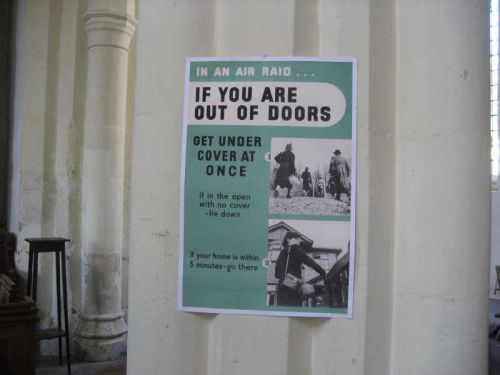 IN AN AIR RAID...
IF YOU ARE
OUT OF DOORS
GET UNDER
COVER AT
ONCE
If in the open
with no cover
-lie down
If your home is within
5 minutes-go there